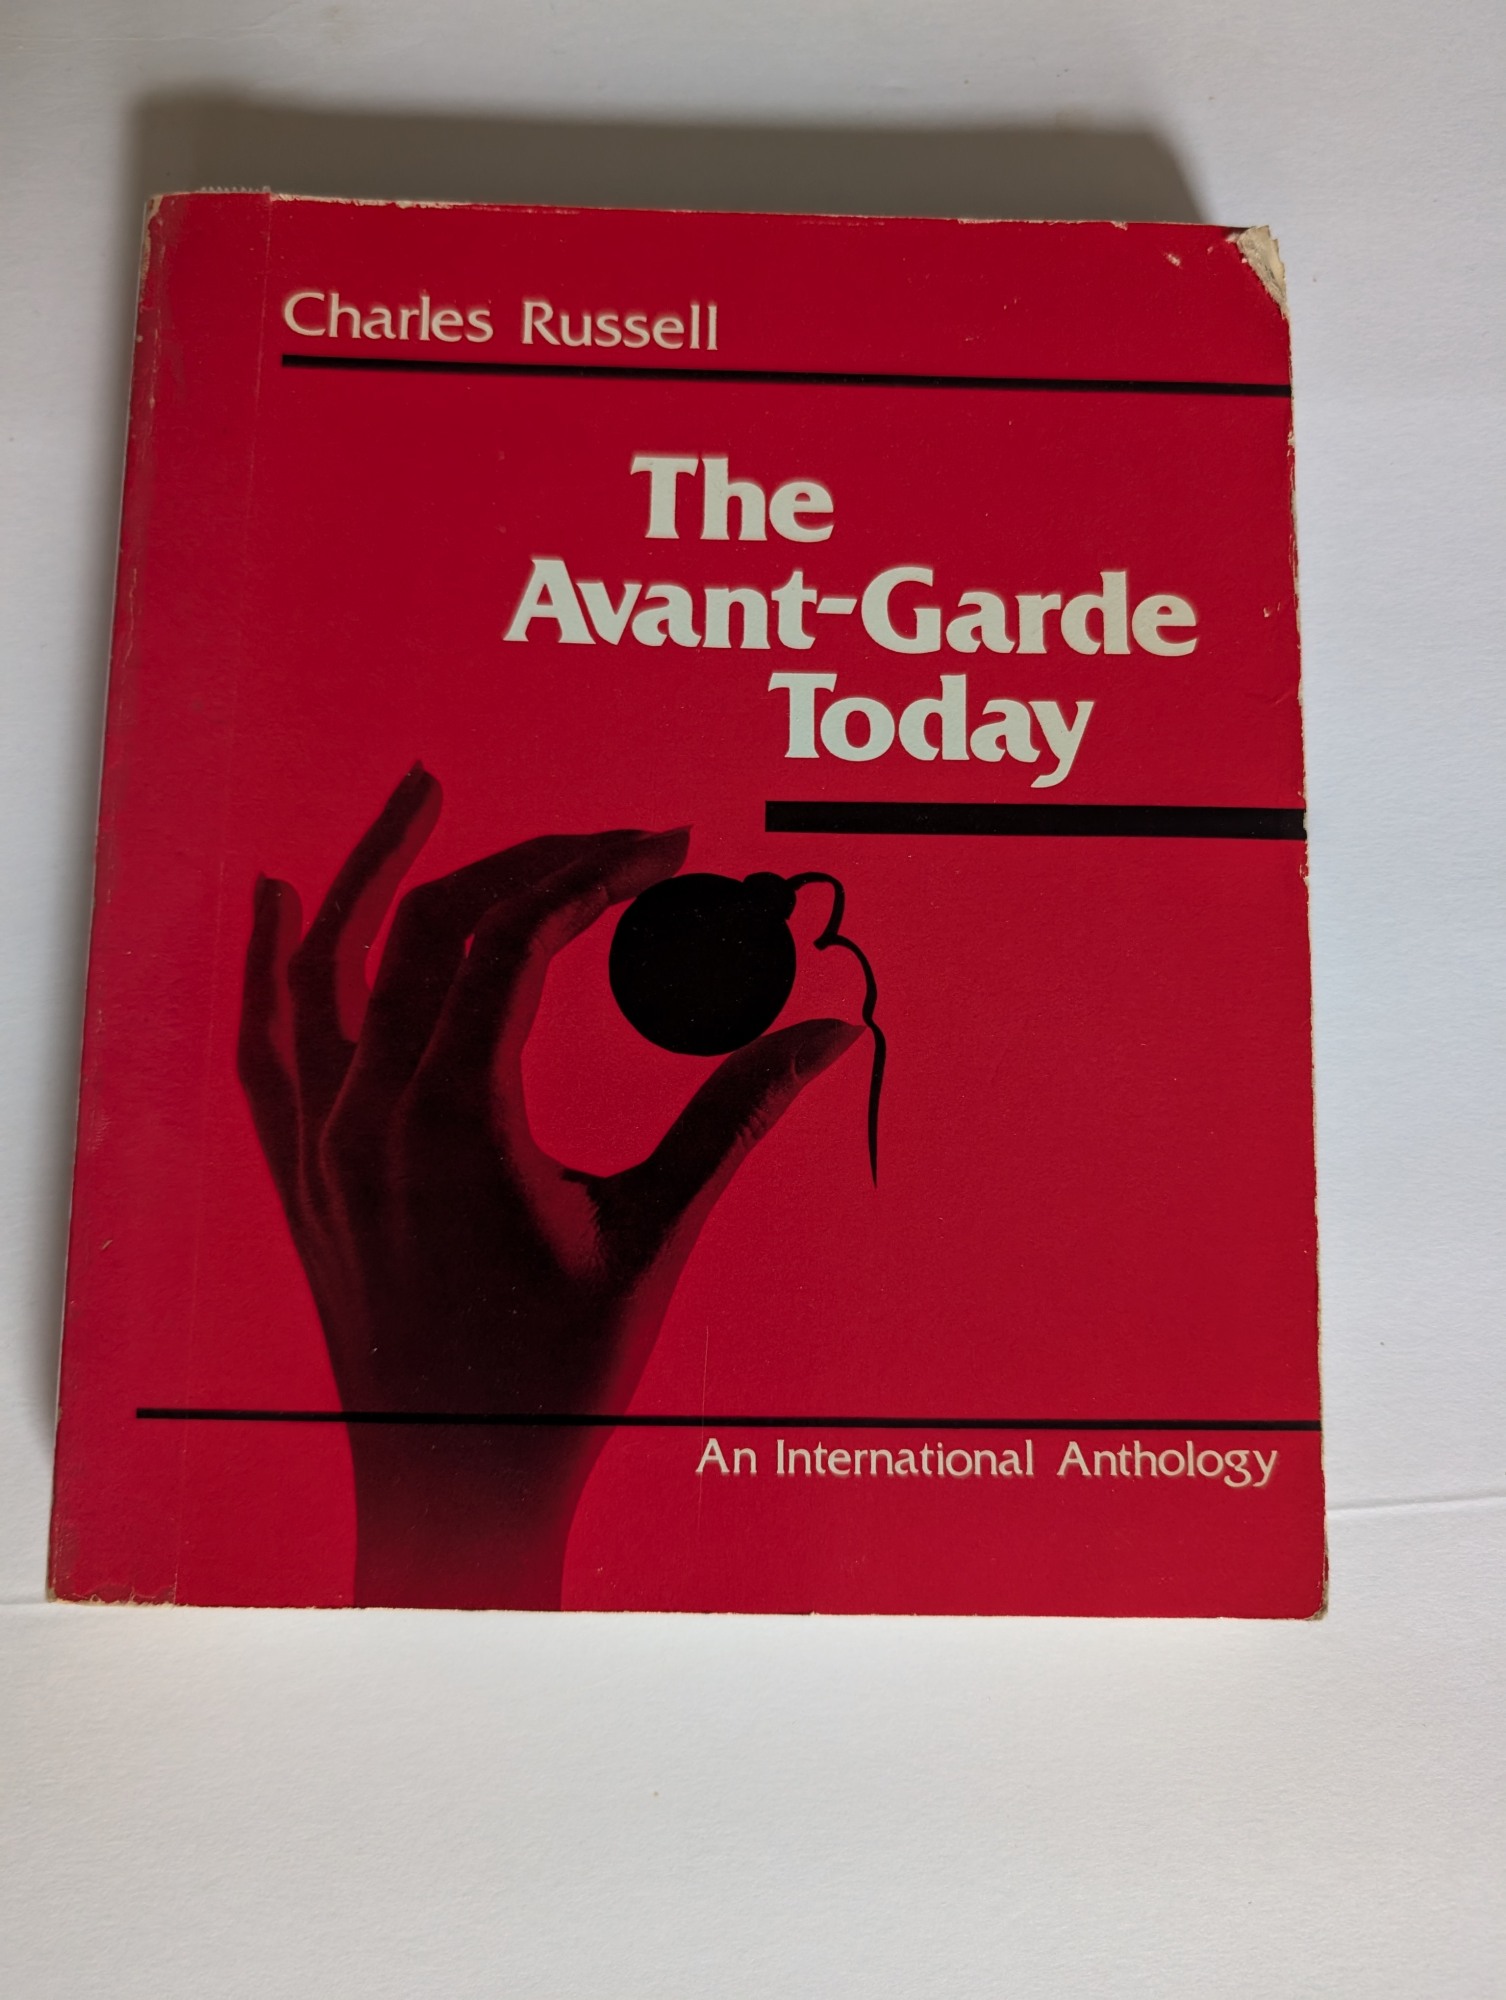 Charles Russell
The
Avant-Garde
Today
An International Anthology